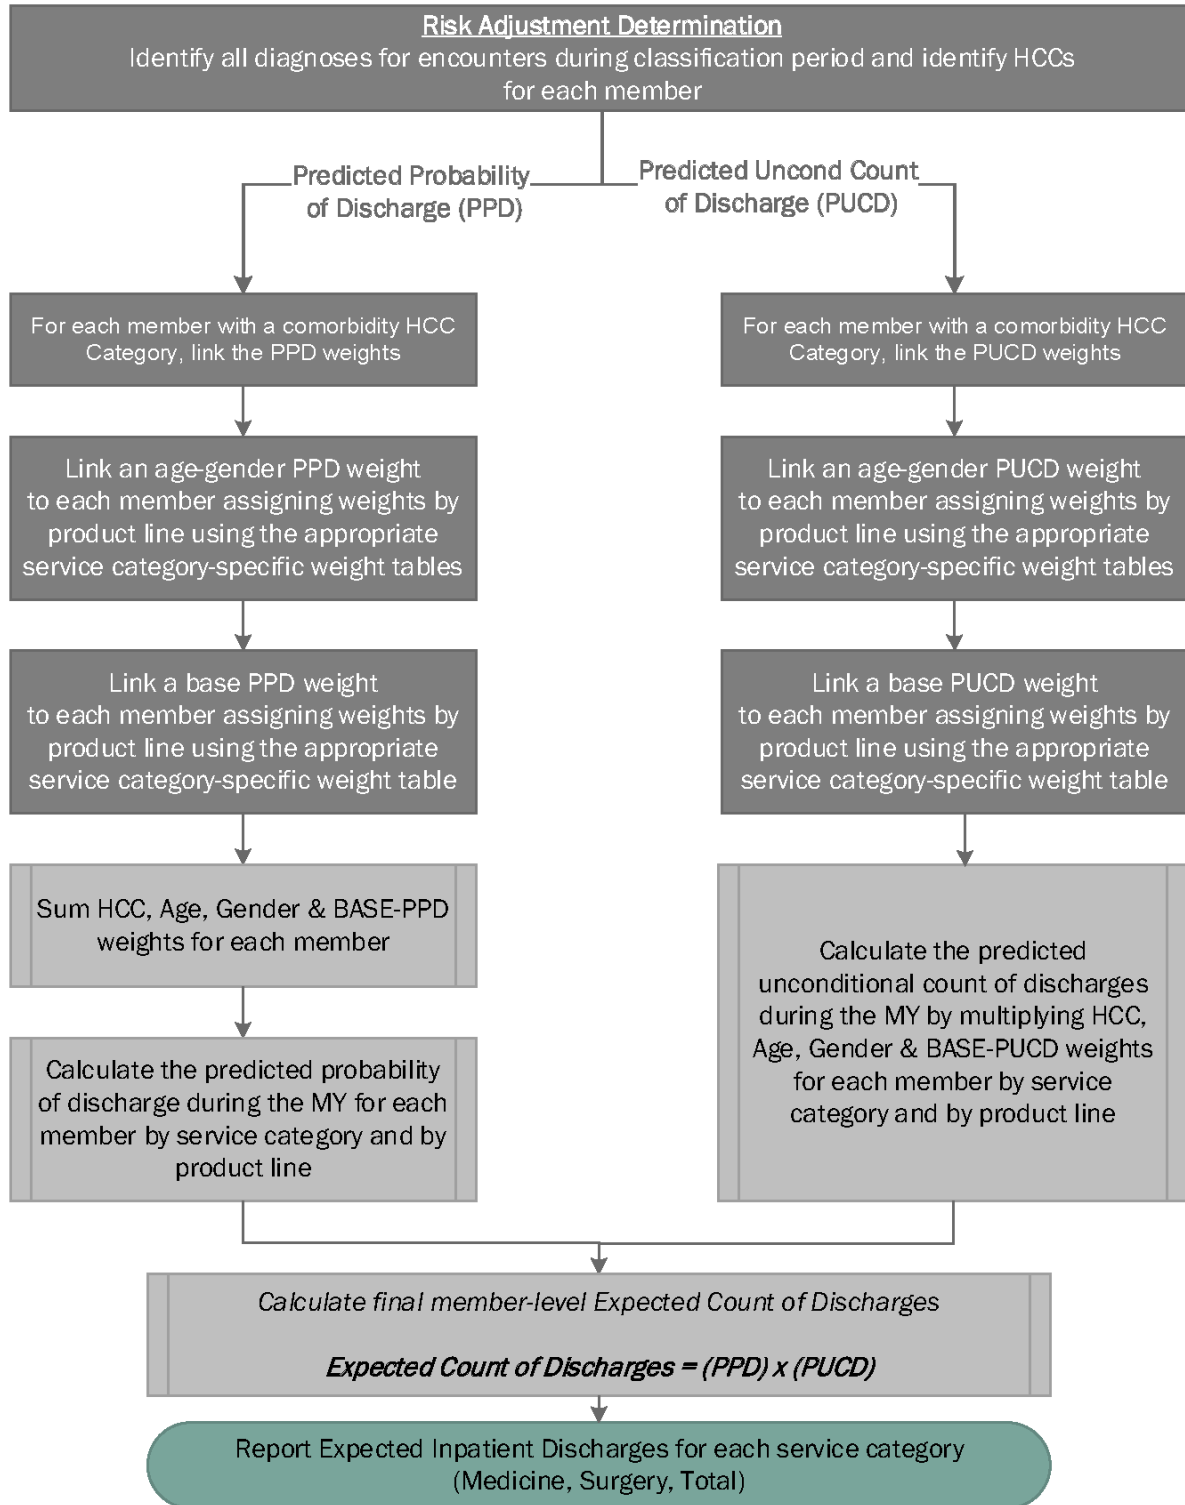 Risk Adjustment Determination
Identify all diagnoses for encounters during classification period and identify HCCs
for each member
Predicted Probability
of Discharge (PPD)
Predicted Uncond Count
of Discharge (PUCD)
For each member with a comorbidity HCC
Category, link the PPD weights
For each member with a comorbidity HCC
Category, link the PUCD weights
Link an age-gender PPD weight
to each member assigning weights by
product line using the appropriate
service category-specific weight tables
Link an age-gender PUCD weight
to each member assigning weights by
product line using the appropriate
service category-specific weight tables
Link a base PPD weight
to each member assigning weights by
product line using the appropriate
service category-specific weight table
Link a base PUCD weight
to each member assigning weights by
product line using the appropriate
service category-specific weight table
Sum HCC, Age, Gender & BASE-PPD
weights for each member
Calculate the predicted probability
of discharge during the MY for each
member by service category and by
product line
Calculate the predicted
unconditional count of discharges
during the MY by multiplying HCC,
Age, Gender & BASE-PUCD weights
for each member by service
category and by product line
Calculate final member-level Expected Count of Discharges
Expected Count of Discharges = (PPD) x (PUCD)
Report Expected Inpatient Discharges for each service category
(Medicine, Surgery, Total)